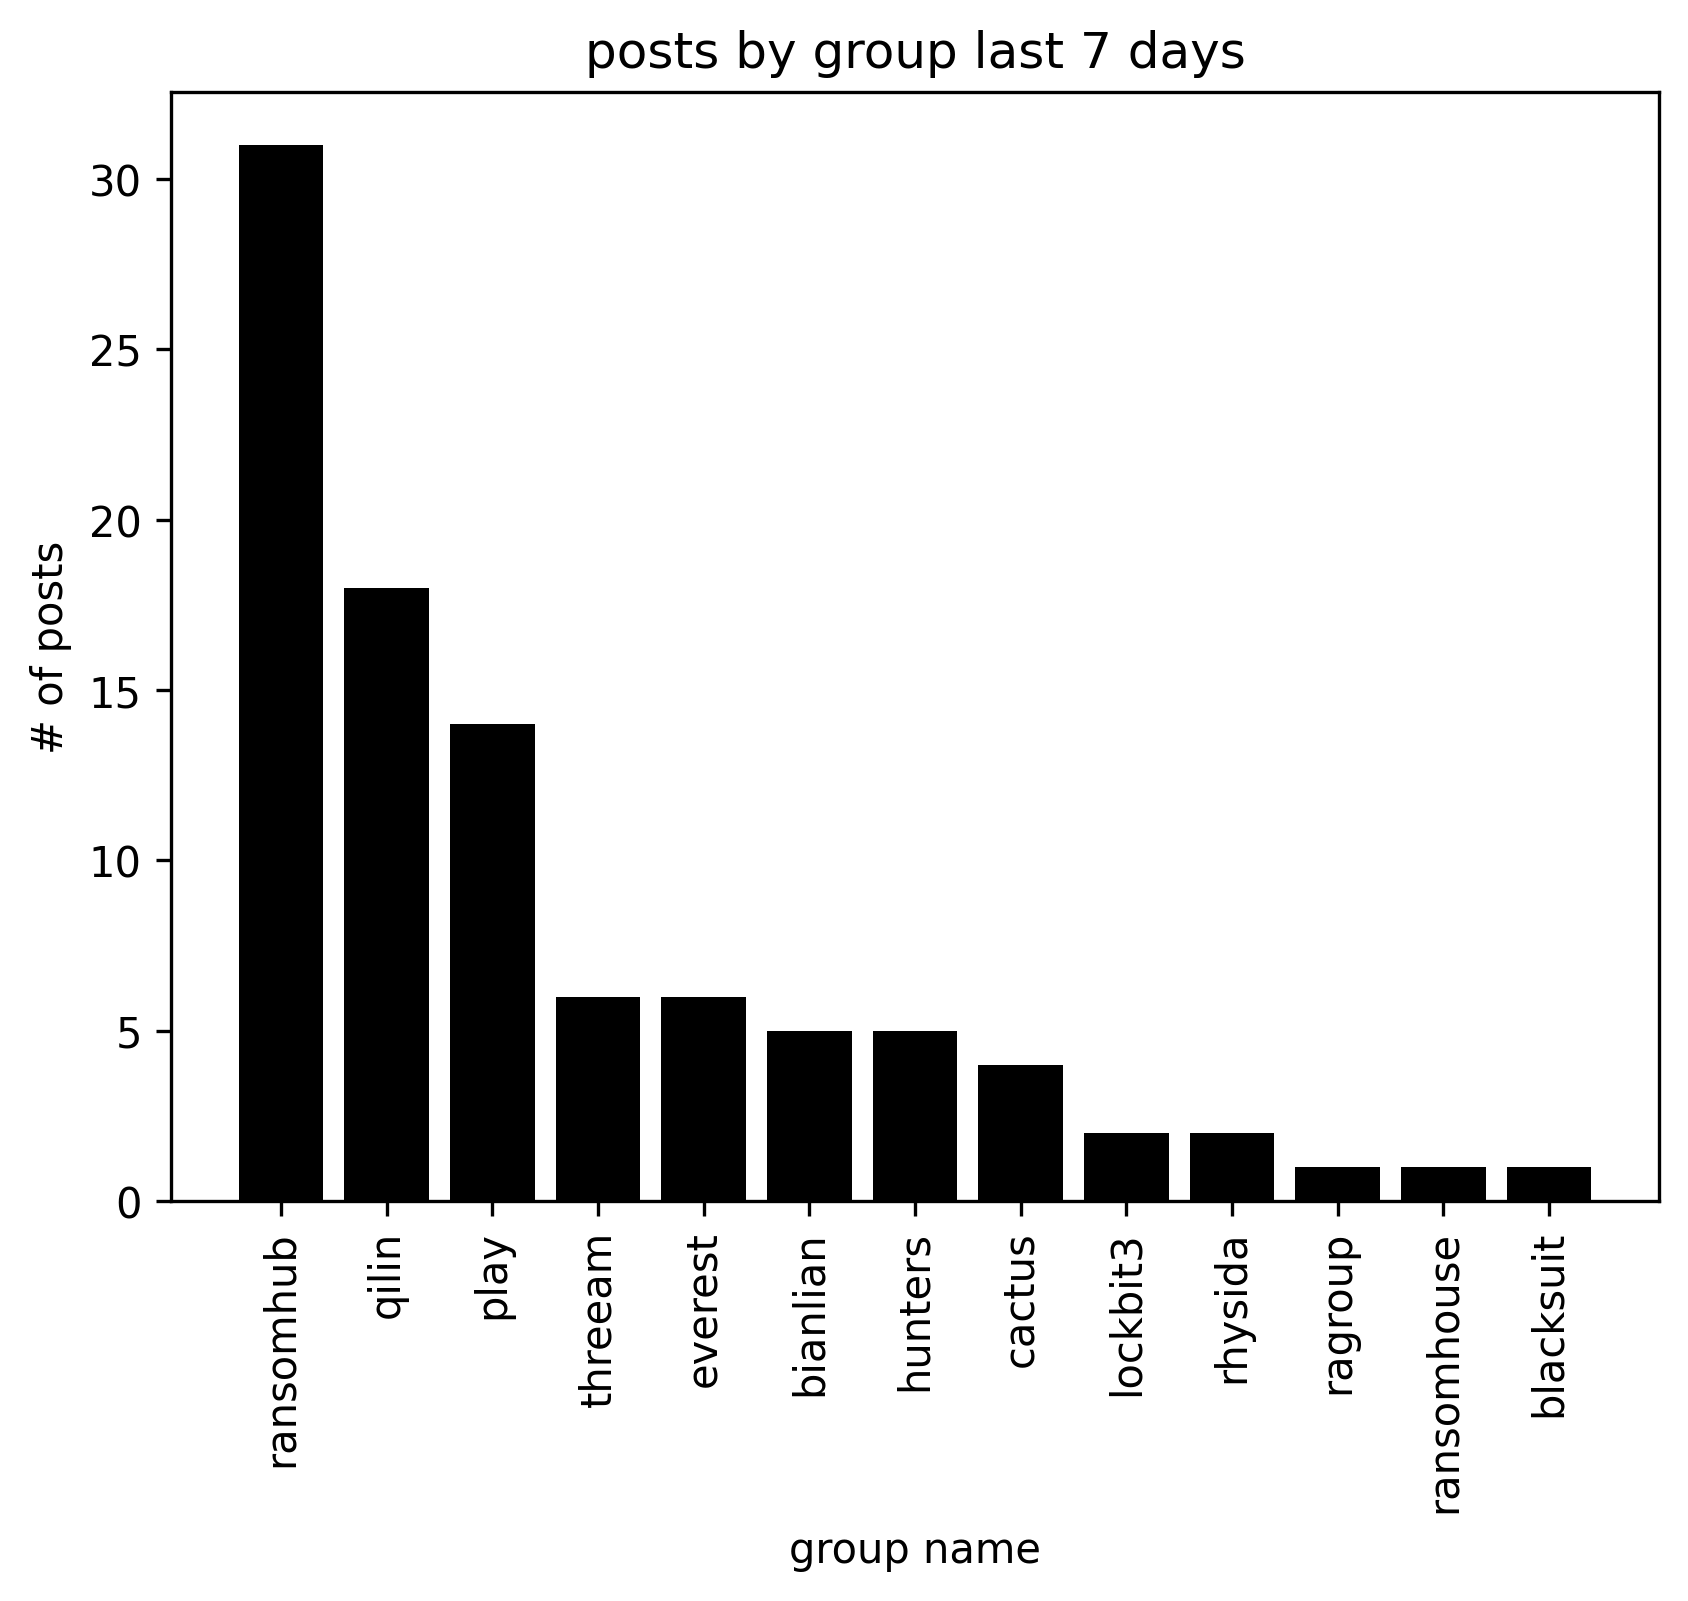 posts by group last 7 days
# of posts
30
25
20
15
10
5
0
ransomhub
qilin
play
threeam
everest
bianlian
hunters
cactus
lockbit3
rhysida
ragroup
ransomhouse
blacksuit
group name